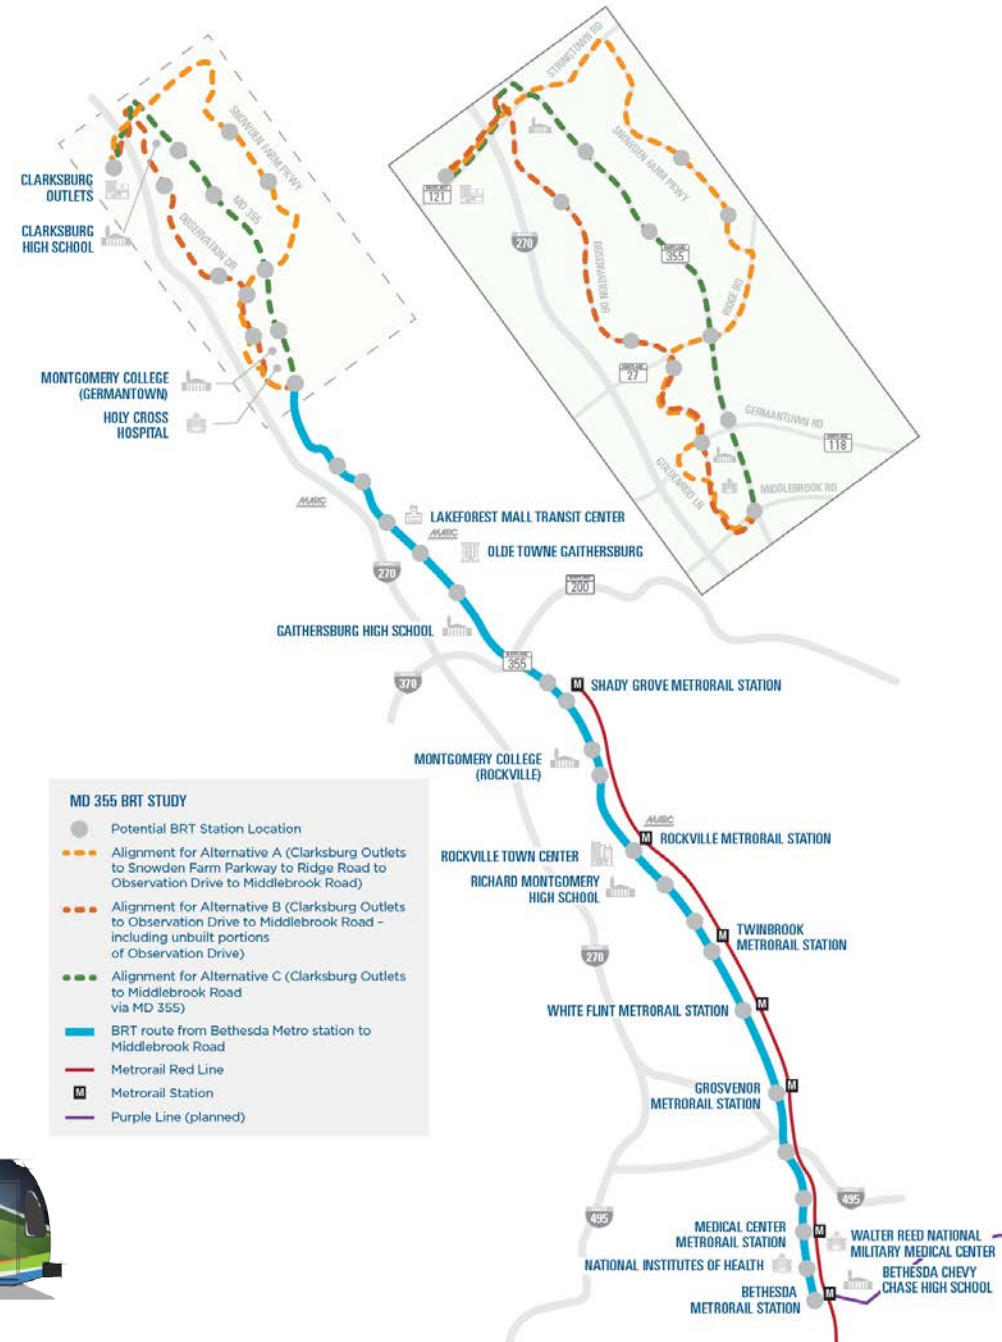 STRINGTOWN RD
SNOWDEN FARM PKWY
SNOWDEN FARM PKWY
CLARKSBURG
OUTLETS
MD 355
121
CLARKSBURG
HIGH SCHOOL
OBSERVATION DR
270
OBSERVATION DR
355
RIDGE RD
27
MONTGOMERY COLLEGE
(GERMANTOWN)
HOLY CROSS
HOSPITAL
GERMANTOWN RD
118
GOLDENROD LN
MIDDLEBROOK RD
MARC
LAKEFOREST MALL TRANSIT CENTER
MARC
OLDE TOWNE GAITHERSBURG
270
200
GAITHERSBURG HIGH SCHOOL
355
370
M
SHADY GROVE METRORAIL STATION
MONTGOMERY COLLEGE
(ROCKVILLE)
MARC
M
ROCKVILLE METRORAIL STATION
ROCKVILLE TOWN CENTER
RICHARD MONTGOMERY
HIGH SCHOOL
M
TWINBROOK
METRORAIL STATION
270
M
WHITE FLINT METRORAIL STATION
M
GROSVENOR
METRORAIL STATION
495
495
MEDICAL CENTER
METRORAIL STATION
M
WALTER REED NATIONAL
MILITARY MEDICAL CENTER
NATIONAL INSTITUTES OF HEALTH
BETHESDA CHEVY
CHASE HIGH SCHOOL
BETHESDA
METRORAIL STATION
M
MD 355 BRT STUDY
Potential BRT Station Location
Alignment for Alternative A (Clarksburg Outlets
to Snowden Farm Parkway to Ridge Road to
Observation Drive to Middlebrook Road)
Alignment for Alternative B (Clarksburg Outlets
to Observation Drive to Middlebrook Road –
including unbuilt portions
of Observation Drive)
Alignment for Alternative C (Clarksburg Outlets
to Middlebrook Road
via MD 355)
BRT route from Bethesda Metro station to
Middlebrook Road
Metrorail Red Line
M
Metrorail Station
Purple Line (planned)